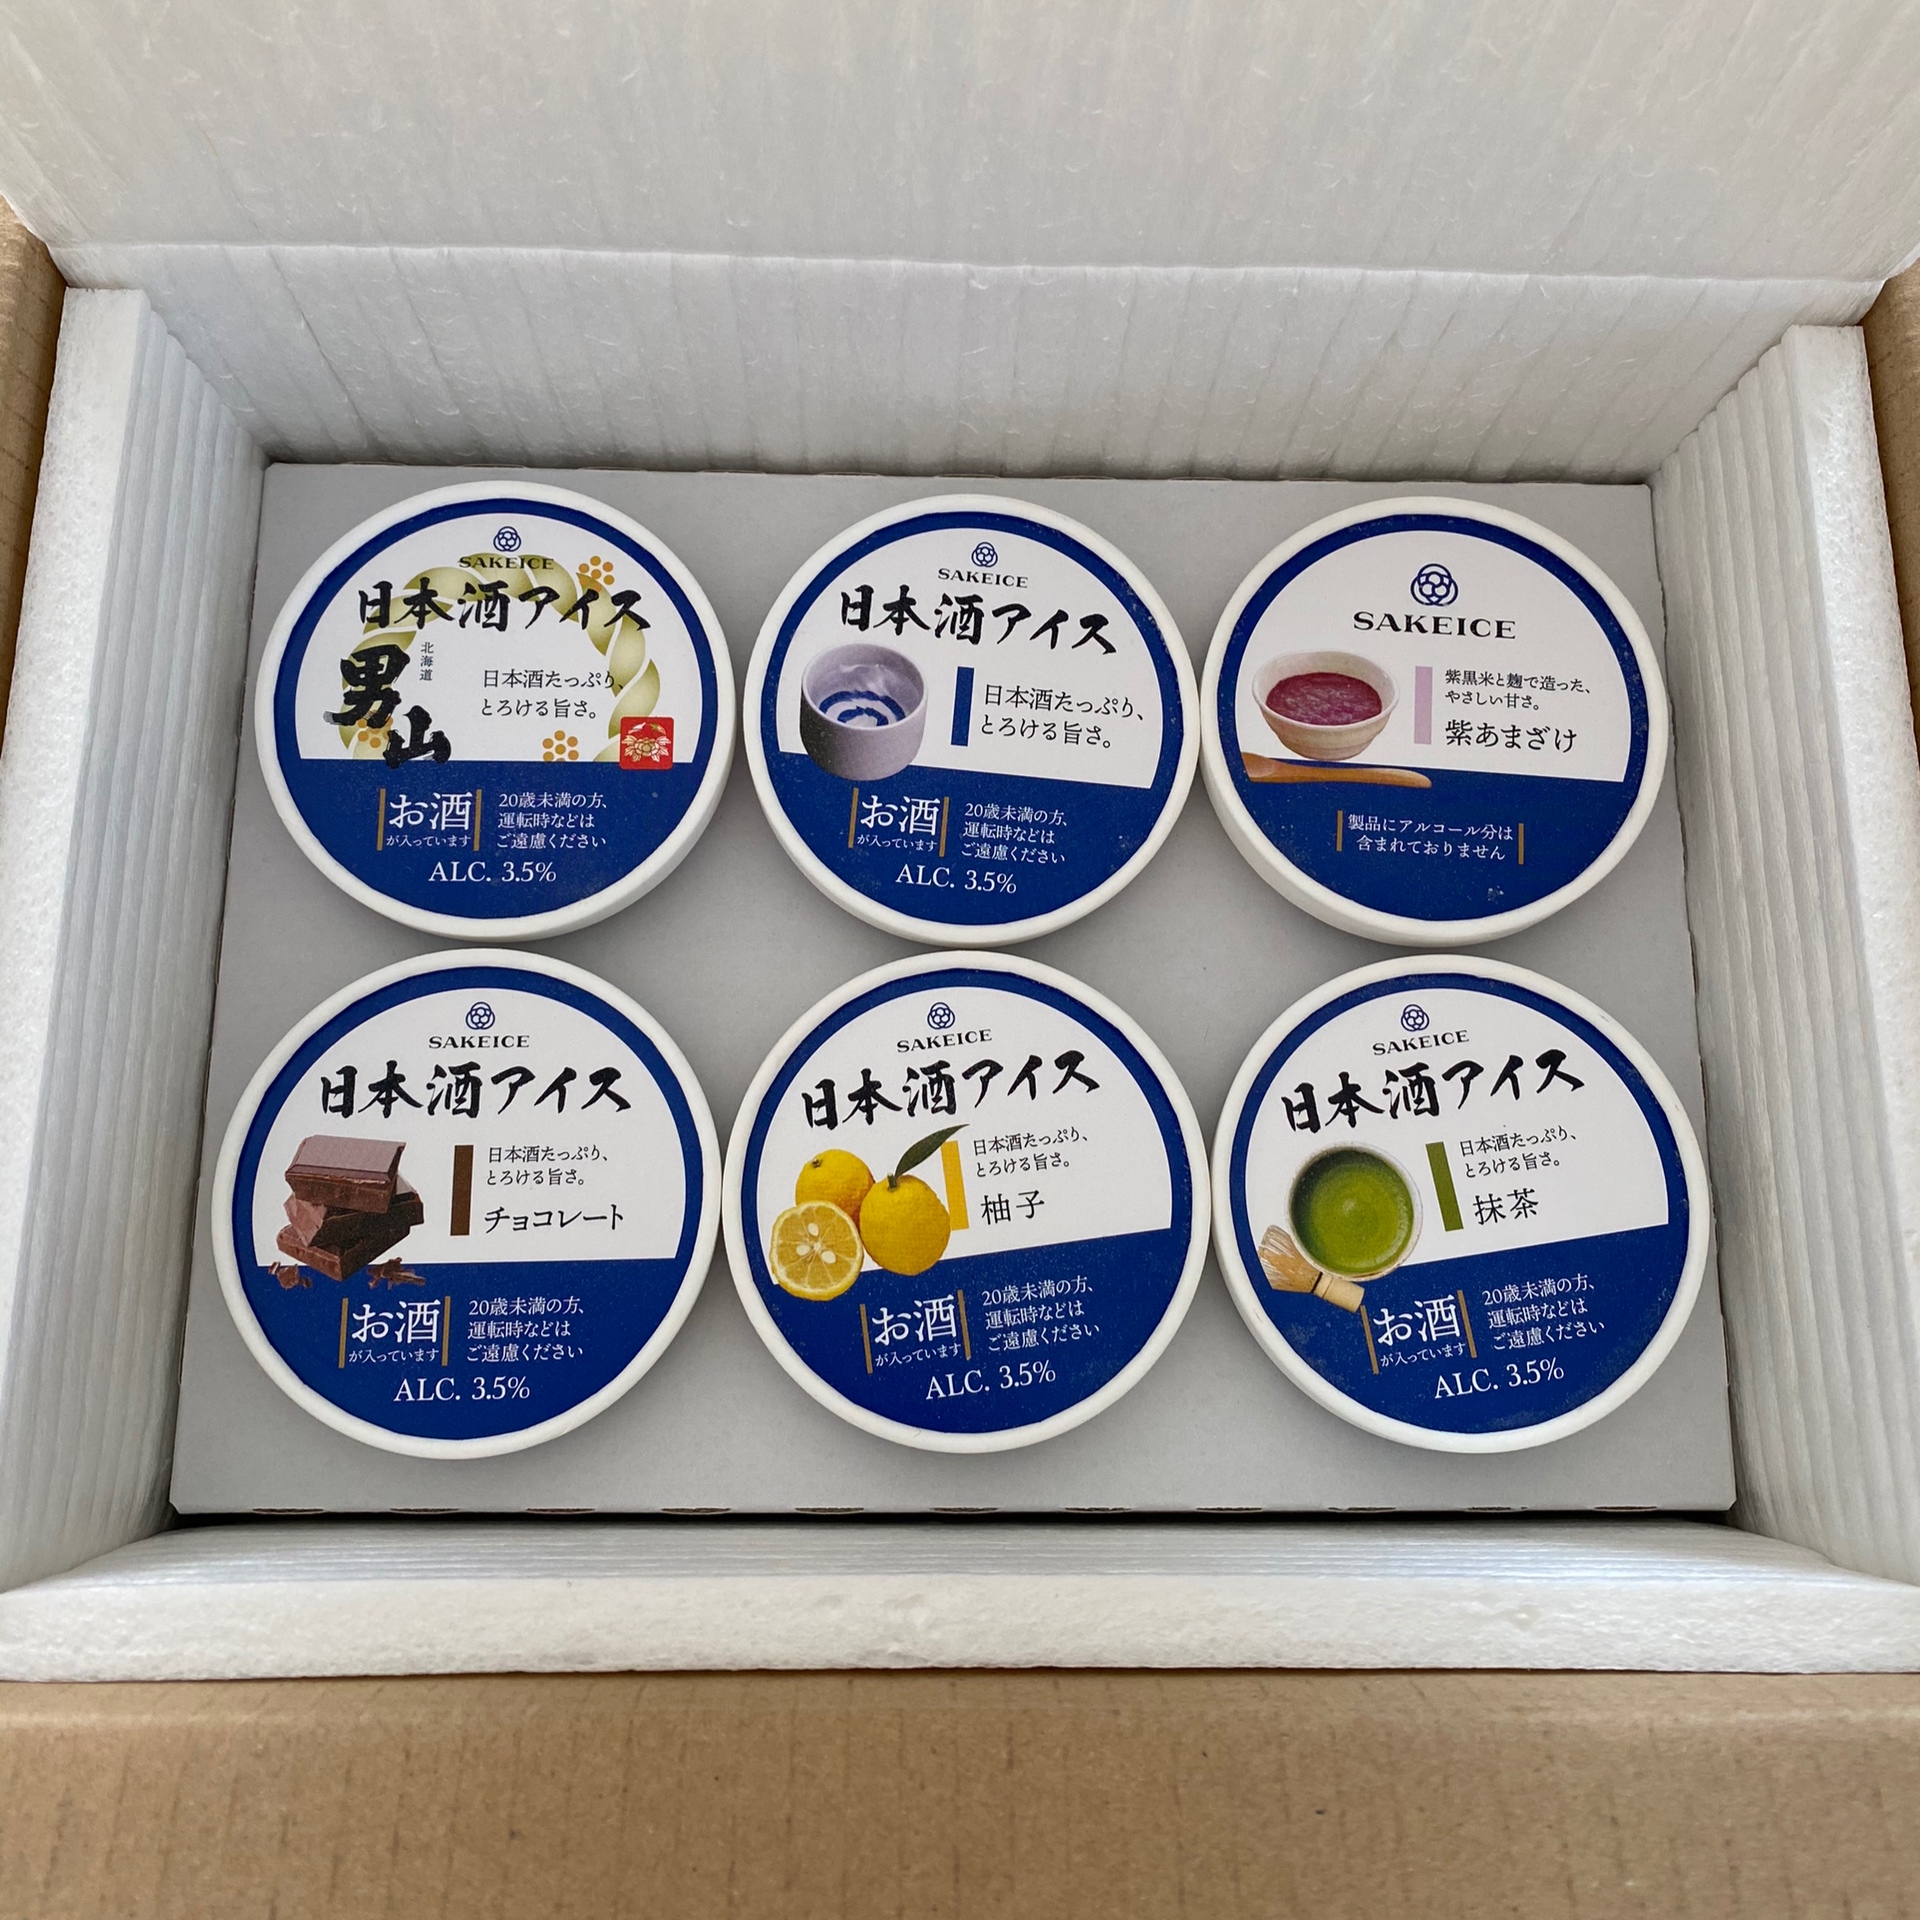 SAKEICE
日本酒アイス
北海道
男山
日本酒たっぷり、
とろける旨さ。
お酒
が入っています
20歳未満の方、
運転時などは
ご遠慮ください
ALC. 3.5%
SAKEICE
日本酒アイス
日本酒たっぷり、
とろける旨さ。
お酒
が入っています
20歳未満の方、
運転時などは
ご遠慮ください
ALC. 3.5%
SAKEICE
紫黒米と麹で造った、
やさしい甘さ。
紫あまざけ
製品にアルコール分は
含まれておりません
SAKEICE
日本酒アイス
日本酒たっぷり、
とろける旨さ。
チョコレート
お酒
が入っています
20歳未満の方、
運転時などは
ご遠慮ください
ALC. 3.5%
SAKEICE
日本酒アイス
日本酒たっぷり、
とろける旨さ。
柚子
お酒
が入っています
20歳未満の方、
運転時などは
ご遠慮ください
ALC. 3.5%
SAKEICE
日本酒アイス
日本酒たっぷり、
とろける旨さ。
抹茶
お酒
が入っています
20歳未満の方、
運転時などは
ご遠慮ください
ALC. 3.5%